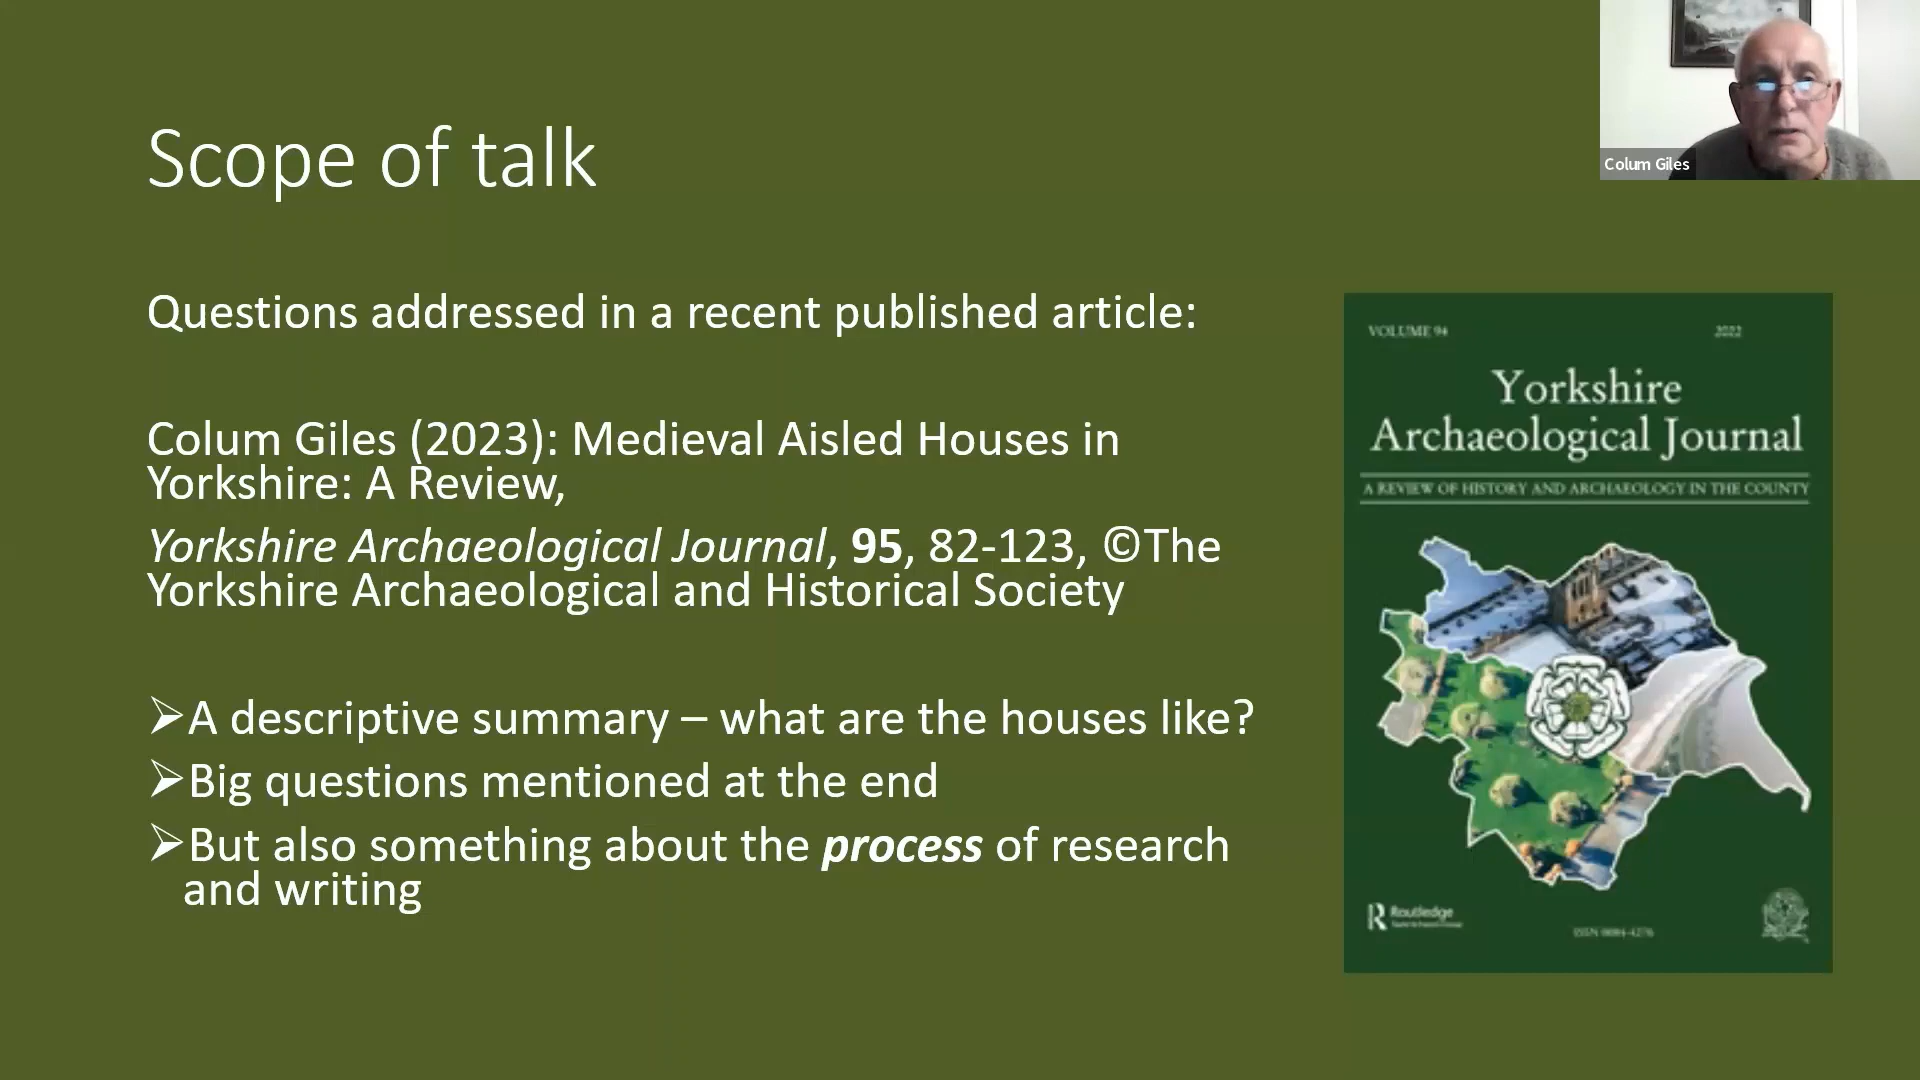 Scope of talk
Colum Giles
Questions addressed in a recent published article:
Colum Giles (2023): Medieval Aisled Houses in
Yorkshire: A Review,
Yorkshire Archaeological Journal, 95, 82-123, ©The
Yorkshire Archaeological and Historical Society
➢A descriptive summary – what are the houses like?
➢Big questions mentioned at the end
➢But also something about the process of research
and writing
VOLUME 94 2022
Yorkshire
Archaeological Journal
A REVIEW OF HISTORY AND ARCHAEOLOGY IN THE COUNTY
Routledge
ISSN 0084-4276